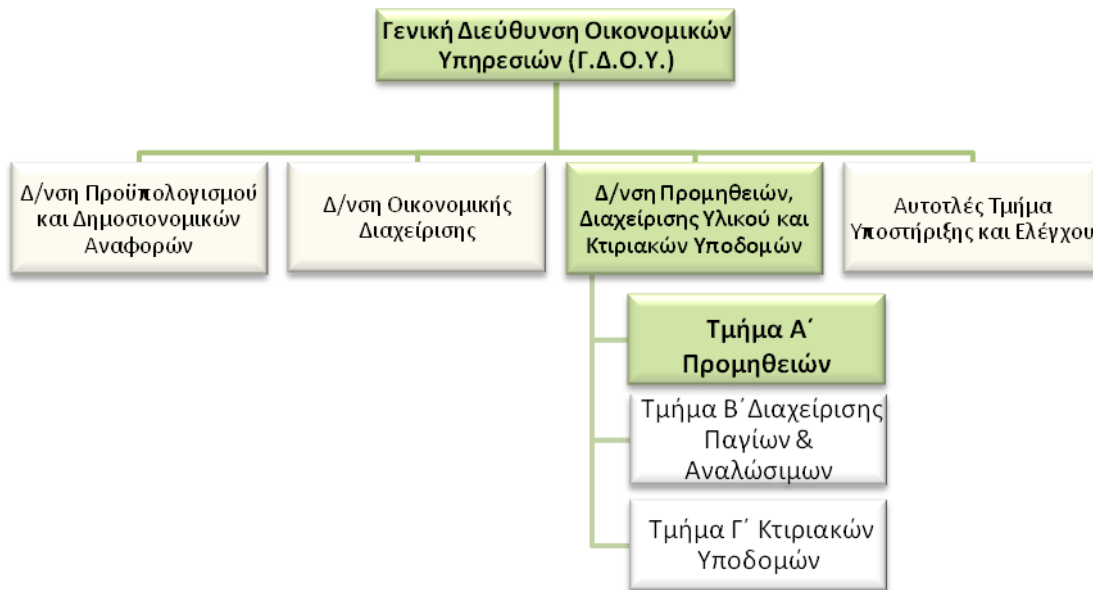 Γενική Διεύθυνση Οικονομικών
Υπηρεσιών (Γ.Δ.Ο.Υ.)
Δ/νση Προϋπολογισμού
και Δημοσιονομικών
Αναφορών
Δ/νση Οικονομικής
Διαχείρισης
Δ/νση Προμηθειών,
Διαχείρισης Υλικού και
Κτιριακών Υποδομών
Αυτοτλές Τμήμα
Υποστήριξης και Ελέγχου
Τμήμα Α΄
Προμηθειών
Τμήμα Β΄Διαχείρισης
Παγίων &
Αναλώσιμων
Τμήμα Γ΄ Κτιριακών
Υποδομών